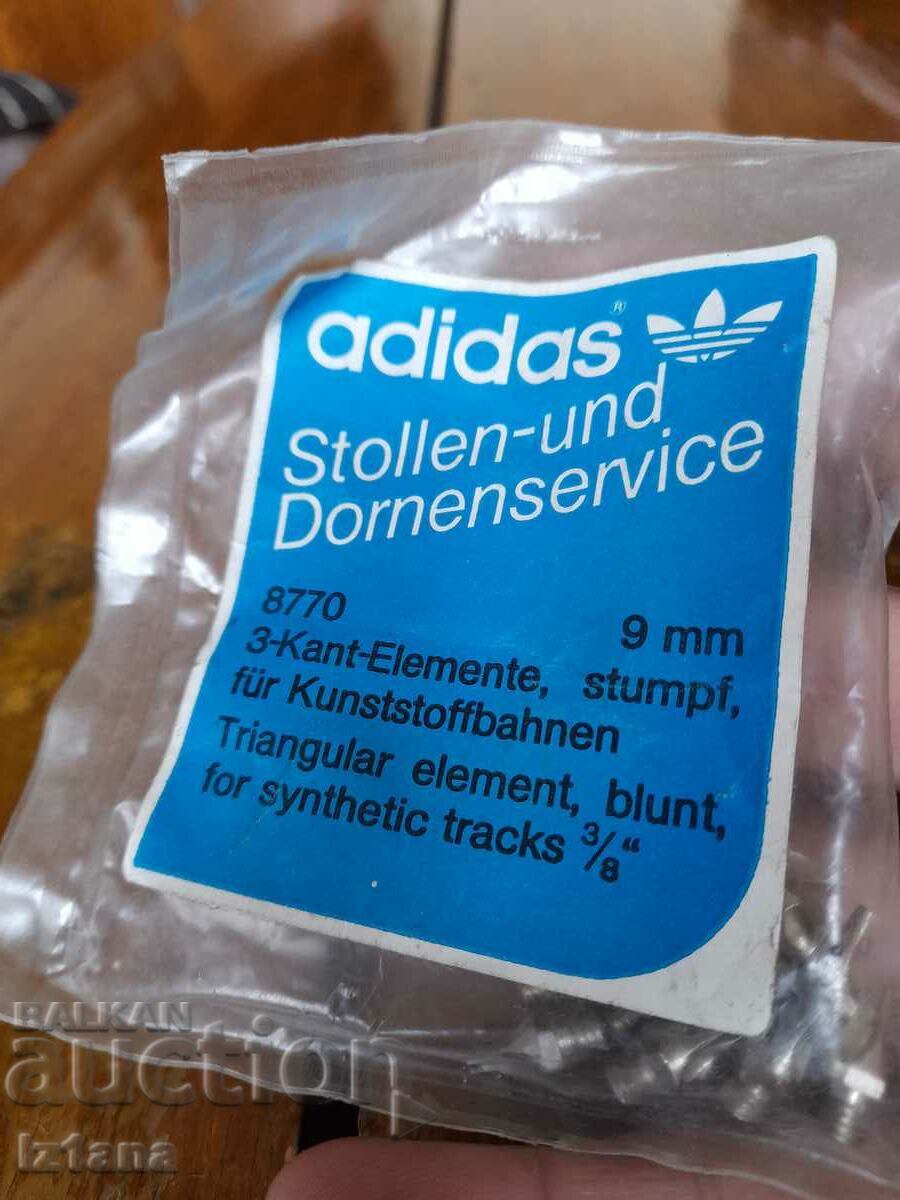 adidas®
Stollen-und
Dornenservice
8770 9 mm
3-Kant-Elemente, stumpf,
für Kunststoffbahnen
Triangular element, blunt,
for synthetic tracks 3/8“
BALKAN
auction
iz1ana